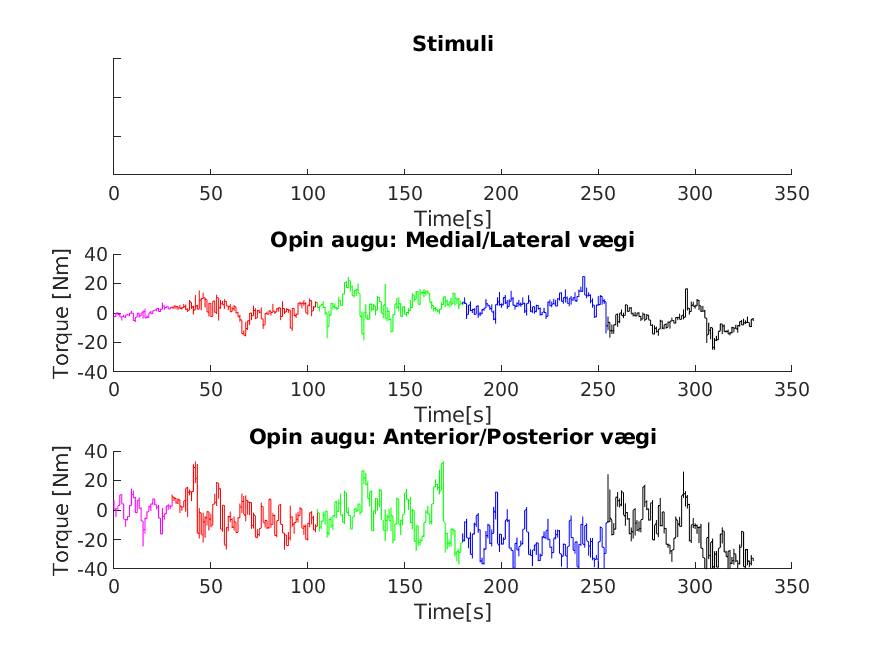 Stimuli
0 50 100 150 200 250 300 350
Time[s]
Opin augu: Medial/Lateral vægi
Torque [Nm]
40
20
0
-20
-40
0 50 100 150 200 250 300 350
Time[s]
Opin augu: Anterior/Posterior vægi
Torque [Nm]
40
20
0
-20
-40
0 50 100 150 200 250 300 350
Time[s]